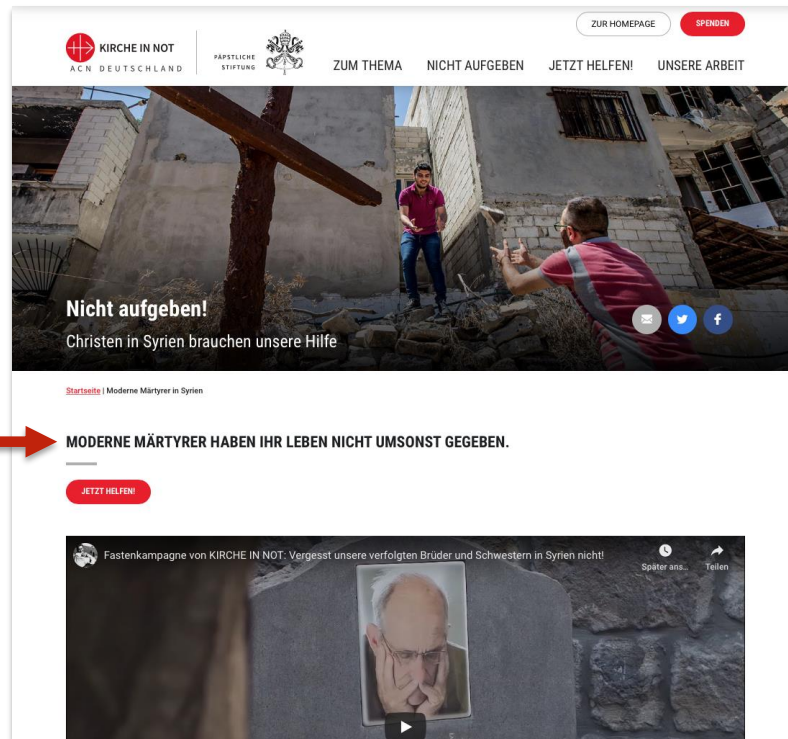 ZUR HOMEPAGE
SPENDEN
KIRCHE IN NOT
ACN DEUTSCHLAND
PÄPSTLICHE
STIFTUNG
ZUM THEMA
NICHT AUFGEBEN
JETZT HELFEN!
UNSERE ARBEIT
Nicht aufgeben!
Christen in Syrien brauchen unsere Hilfe
Startseite | Moderne Märtyrer in Syrien
MODERNE MÄRTYRER HABEN IHR LEBEN NICHT UMSONST GEGEBEN.
JETZT HELFEN!
Fastenkampagne von KIRCHE IN NOT: Vergesst unsere verfolgten Brüder und Schwestern in Syrien nicht!
Später ans...
Teilen